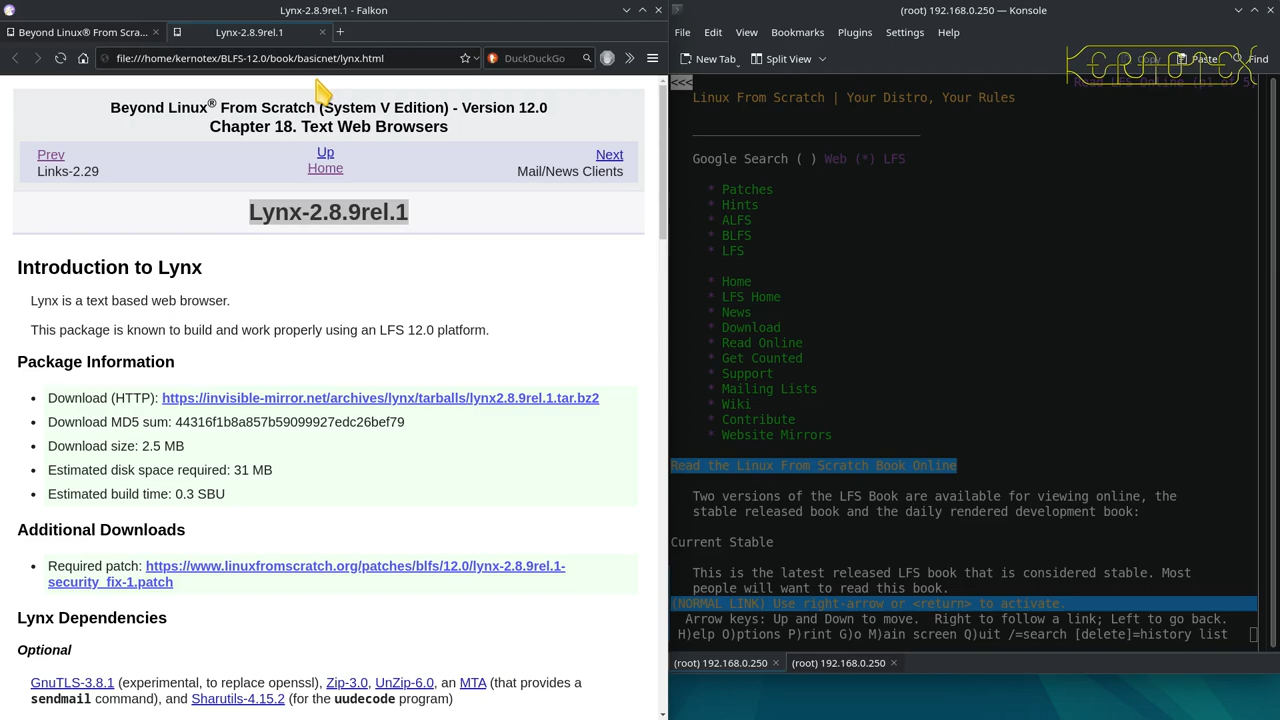 Lynx-2.8.9rel.1 - Falkon
Beyond Linux® From Scra...
Lynx-2.8.9rel.1
file:///home/kernotex/BLFS-12.0/book/basicnet/lynx.html
DuckDuckGo
Beyond Linux® From Scratch (System V Edition) - Version 12.0
Chapter 18. Text Web Browsers
Prev
Up
Next
Links-2.29
Home
Mail/News Clients
Lynx-2.8.9rel.1
Introduction to Lynx
Lynx is a text based web browser.
This package is known to build and work properly using an LFS 12.0 platform.
Package Information
• Download (HTTP): https://invisible-mirror.net/archives/lynx/tarballs/lynx2.8.9rel.1.tar.bz2
• Download MD5 sum: 44316f1b8a857b59099927edc26bef79
• Download size: 2.5 MB
• Estimated disk space required: 31 MB
• Estimated build time: 0.3 SBU
Additional Downloads
• Required patch: https://www.linuxfromscratch.org/patches/blfs/12.0/lynx-2.8.9rel.1-
security_fix-1.patch
Lynx Dependencies
Optional
GnuTLS-3.8.1 (experimental, to replace openssl), Zip-3.0, UnZip-6.0, an MTA (that provides a
sendmail command), and Sharutils-4.15.2 (for the uudecode program)
(root) 192.168.0.250 — Konsole
File Edit View Bookmarks Plugins Settings Help
New Tab Split View Copy Paste Find
KERNOTEX
<<< Read LFS Online (p1 of 3)
Linux From Scratch | Your Distro, Your Rules
Google Search ( ) Web (*) LFS
* Patches
* Hints
* ALFS
* BLFS
* LFS
* Home
* LFS Home
* News
* Download
* Read Online
* Get Counted
* Support
* Mailing Lists
* Wiki
* Contribute
* Website Mirrors
Read the Linux From Scratch Book Online
Two versions of the LFS Book are available for viewing online, the
stable released book and the daily rendered development book:
Current Stable
This is the latest released LFS book that is considered stable. Most
people will want to read this book.
(NORMAL LINK) Use right-arrow or <return> to activate.
Arrow keys: Up and Down to move.  Right to follow a link; Left to go back.
H)elp O)ptions P)rint G)o M)ain screen Q)uit /=search [delete]=history list
(root) 192.168.0.250
(root) 192.168.0.250